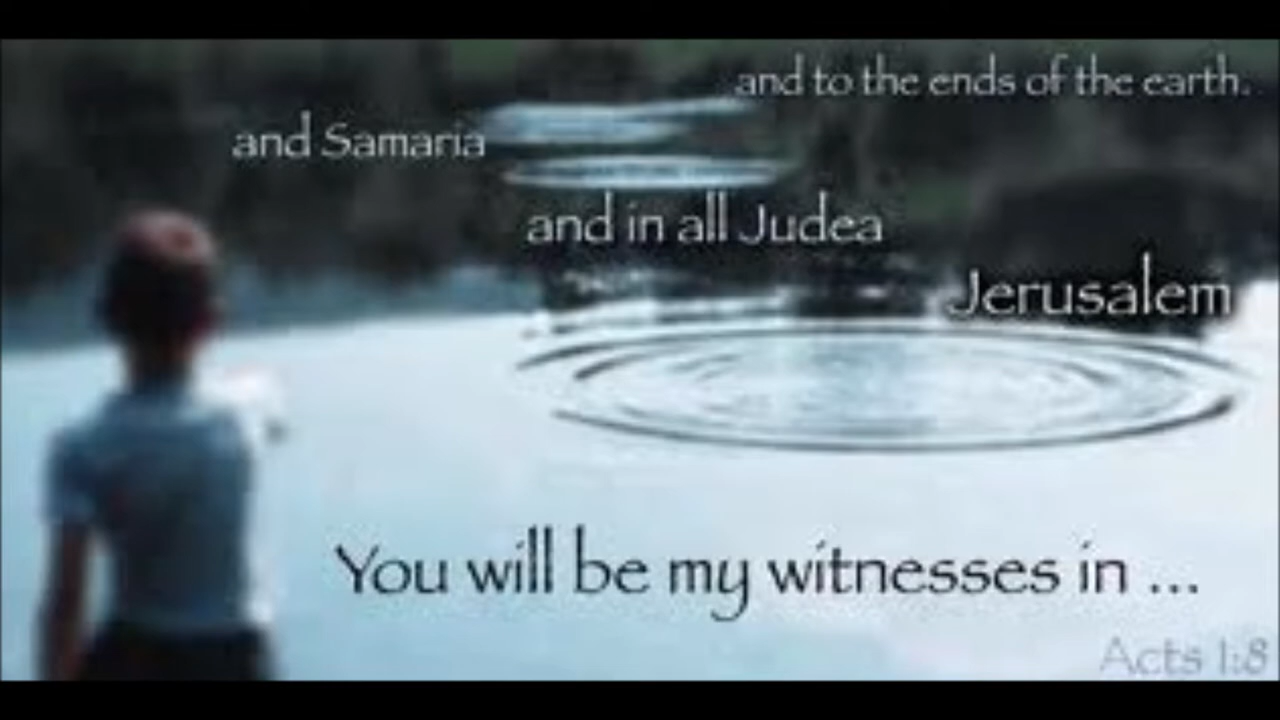 and to the ends of the earth.
and Samaria
and in all Judea
Jerusalem
You will be my witnesses in ...
Acts 1:8